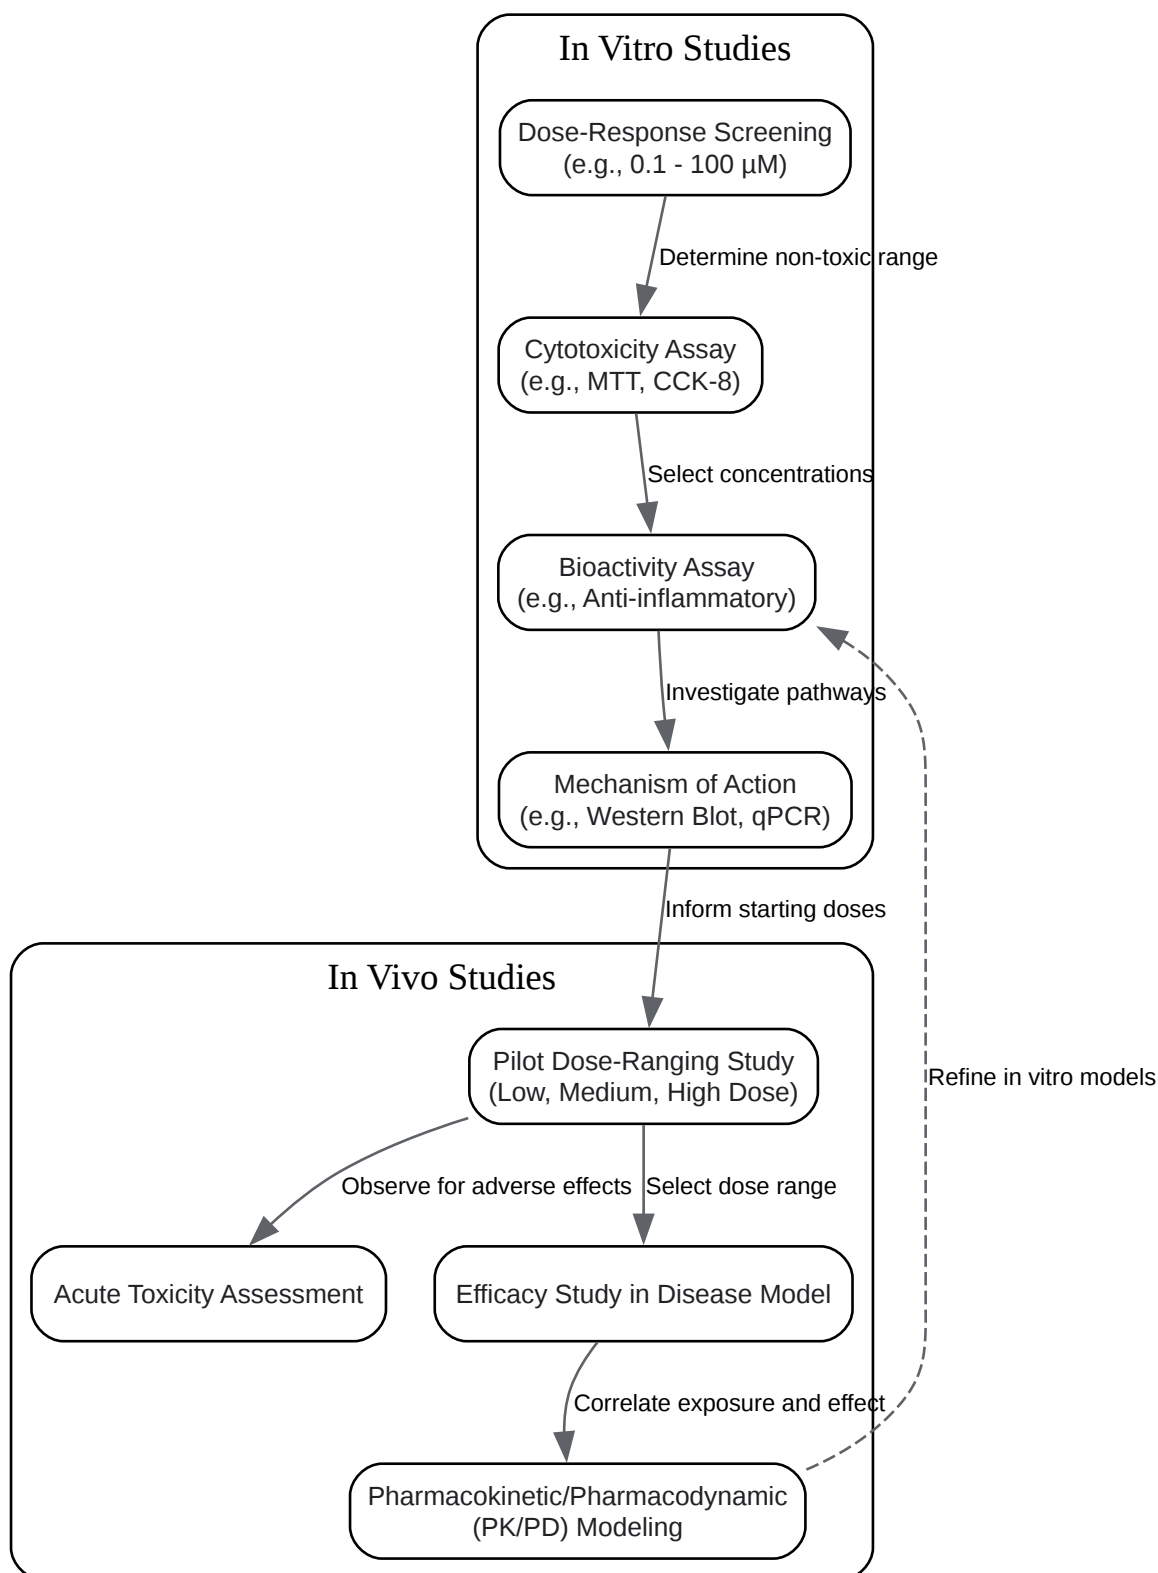 In Vitro Studies
Dose-Response Screening
(e.g., 0.1 - 100 µM)
Determine non-toxic range
Cytotoxicity Assay
(e.g., MTT, CCK-8)
Select concentrations
Bioactivity Assay
(e.g., Anti-inflammatory)
Investigate pathways
Mechanism of Action
(e.g., Western Blot, qPCR)
Inform starting doses
In Vivo Studies
Pilot Dose-Ranging Study
(Low, Medium, High Dose)
Refine in vitro models
Observe for adverse effects
Select dose range
Acute Toxicity Assessment
Efficacy Study in Disease Model
Correlate exposure and effect
Pharmacokinetic/Pharmacodynamic
(PK/PD) Modeling